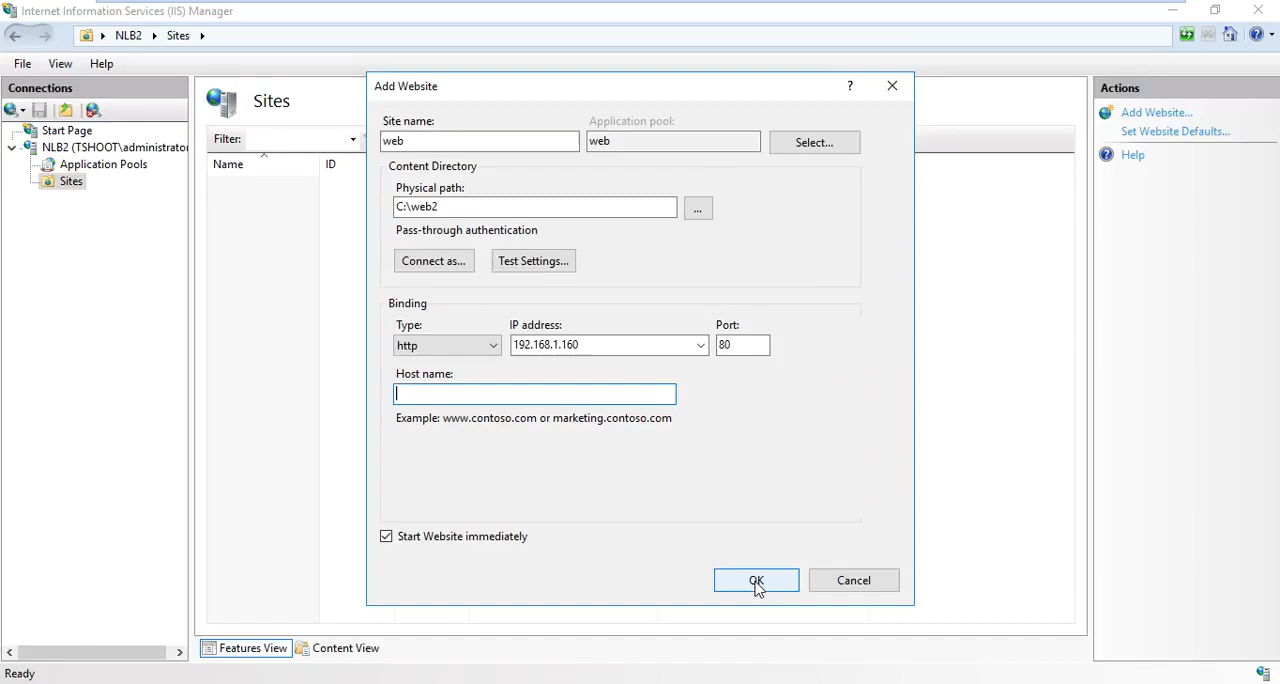 Internet Information Services (IIS) Manager
NLB2 Sites
File View Help
Connections
Start Page
NLB2 (TSHOOT\administrator
Application Pools
Sites
Sites
Filter:
Name ID
Add Website
?
Site name: Application pool:
web web Select...
Content Directory
Physical path:
C:\web2 ...
Pass-through authentication
Connect as... Test Settings...
Binding
Type: IP address: Port:
http 192.168.1.160 80
Host name:
Example: www.contoso.com or marketing.contoso.com
Start Website immediately
OK Cancel
Actions
Add Website...
Set Website Defaults...
Help
Features View Content View
Ready